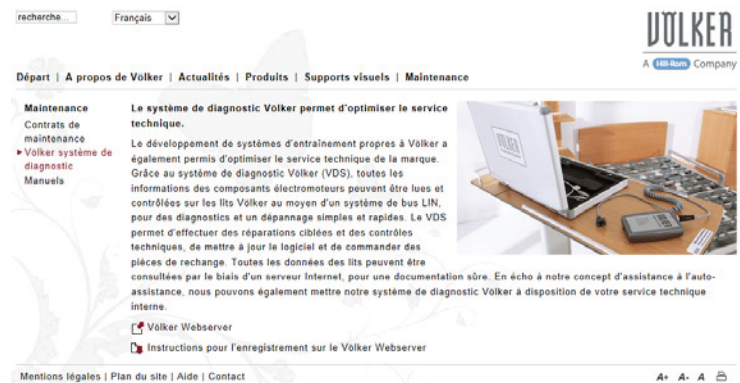 recherche...
Français
VÖLKER
A Hill-Rom Company
Départ | A propos de Völker | Actualités | Produits | Supports visuels | Maintenance
Maintenance
Contrats de
maintenance
Völker système de
diagnostic
Manuels
Le système de diagnostic Völker permet d'optimiser le service
technique.
Le développement de systèmes d'entraînement propres à Völker a
également permis d'optimiser le service technique de la marque.
Grâce au système de diagnostic Völker (VDS), toutes les
informations des composants électromoteurs peuvent être lues et
contrôlées sur les lits Völker au moyen d'un système de bus LIN,
pour des diagnostics et un dépannage simples et rapides. Le VDS
permet d'effectuer des réparations ciblées et des contrôles
techniques, de mettre à jour le logiciel et de commander des
pièces de rechange. Toutes les données des lits peuvent être
consultées par le biais d'un serveur Internet, pour une documentation sûre. En écho à notre concept d'assistance à l'auto-
assistance, nous pouvons également mettre notre système de diagnostic Völker à disposition de votre service technique
interne.
Völker Webserver
Instructions pour l'enregistrement sur le Völker Webserver
VÖLKER
Mentions légales | Plan du site | Aide | Contact
A+ A- A